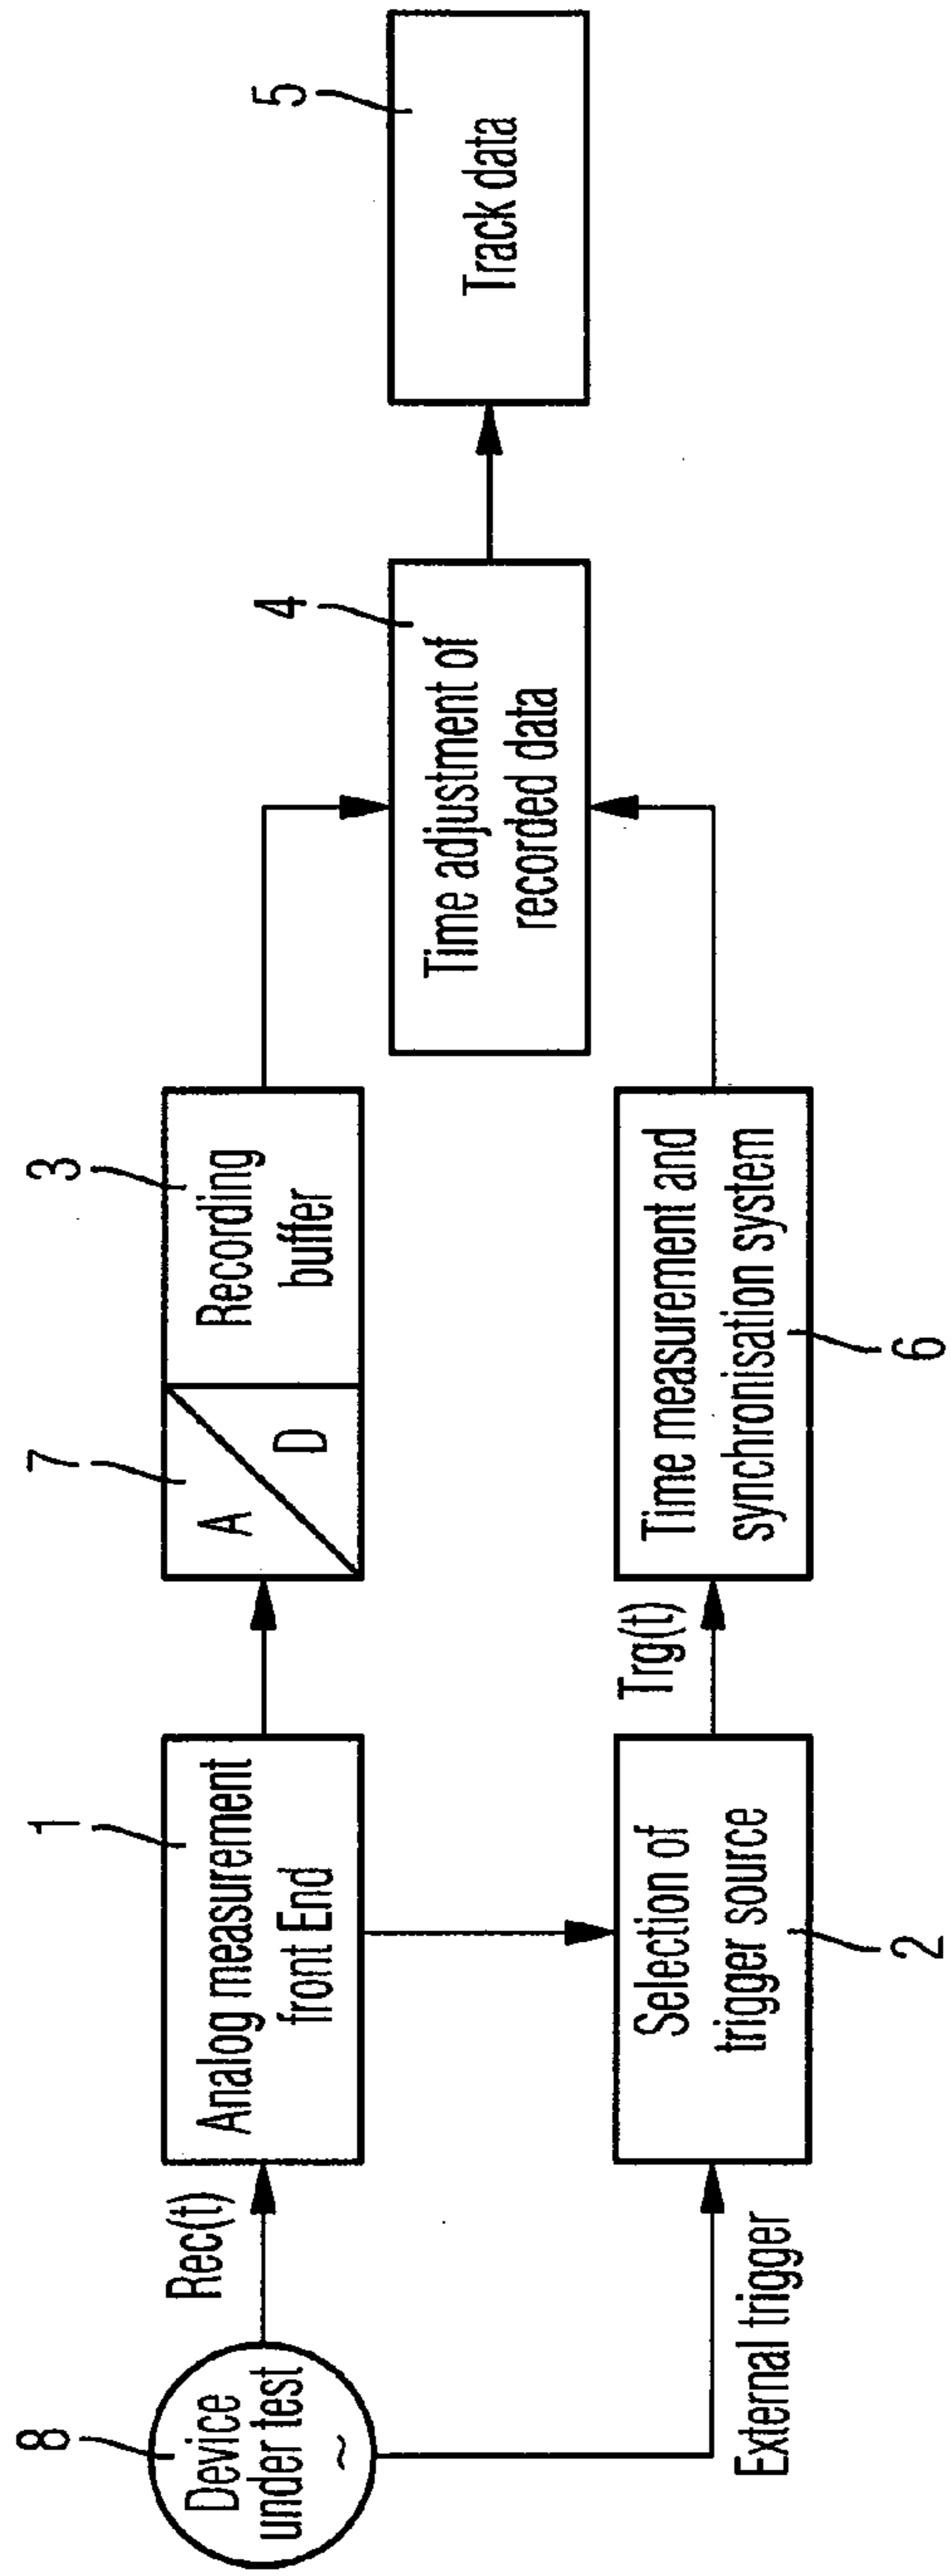 8
Device
under test
~
Rec(t)
External trigger
1
Analog measurement
front End
2
Selection of
trigger source
Trg(t)
7
A
D
3
Recording
buffer
6
Time measurement and
synchronisation system
4
Time adjustment of
recorded data
5
Track data